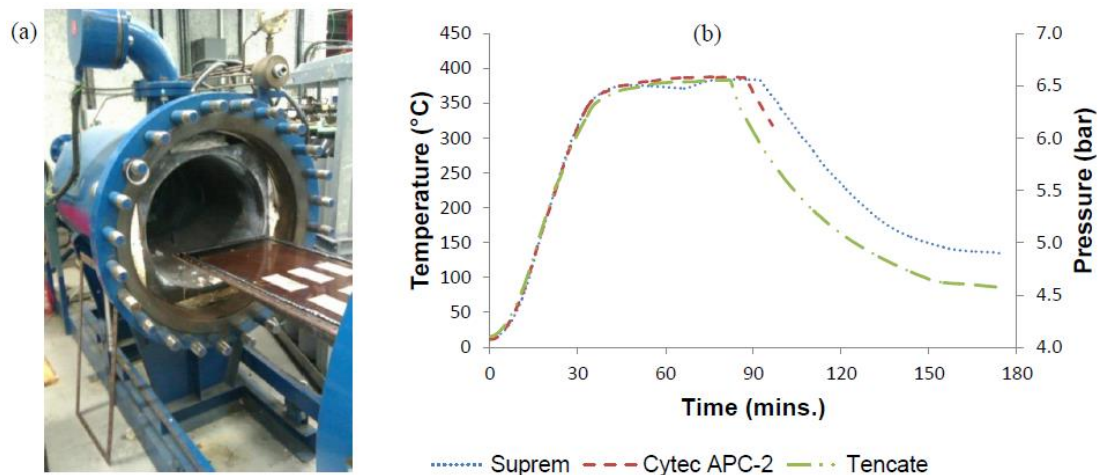 (a)
(b)
Temperature (°C)
450
400
350
300
250
200
150
100
50
0
0 30 60 90 120 150 180
Time (mins.)
7.0
6.5
6.0
5.5
5.0
4.5
4.0
Pressure (bar)
Suprem Cytec APC-2 Tencate